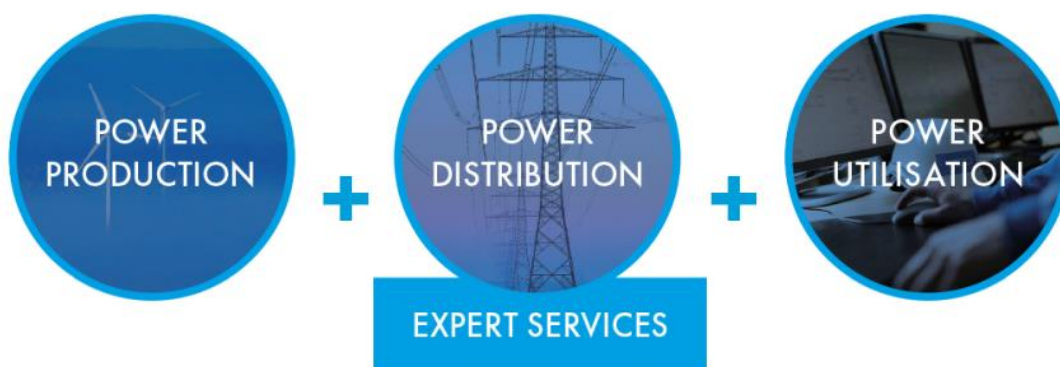 POWER
PRODUCTION
+
POWER
DISTRIBUTION
+
POWER
UTILISATION
EXPERT SERVICES